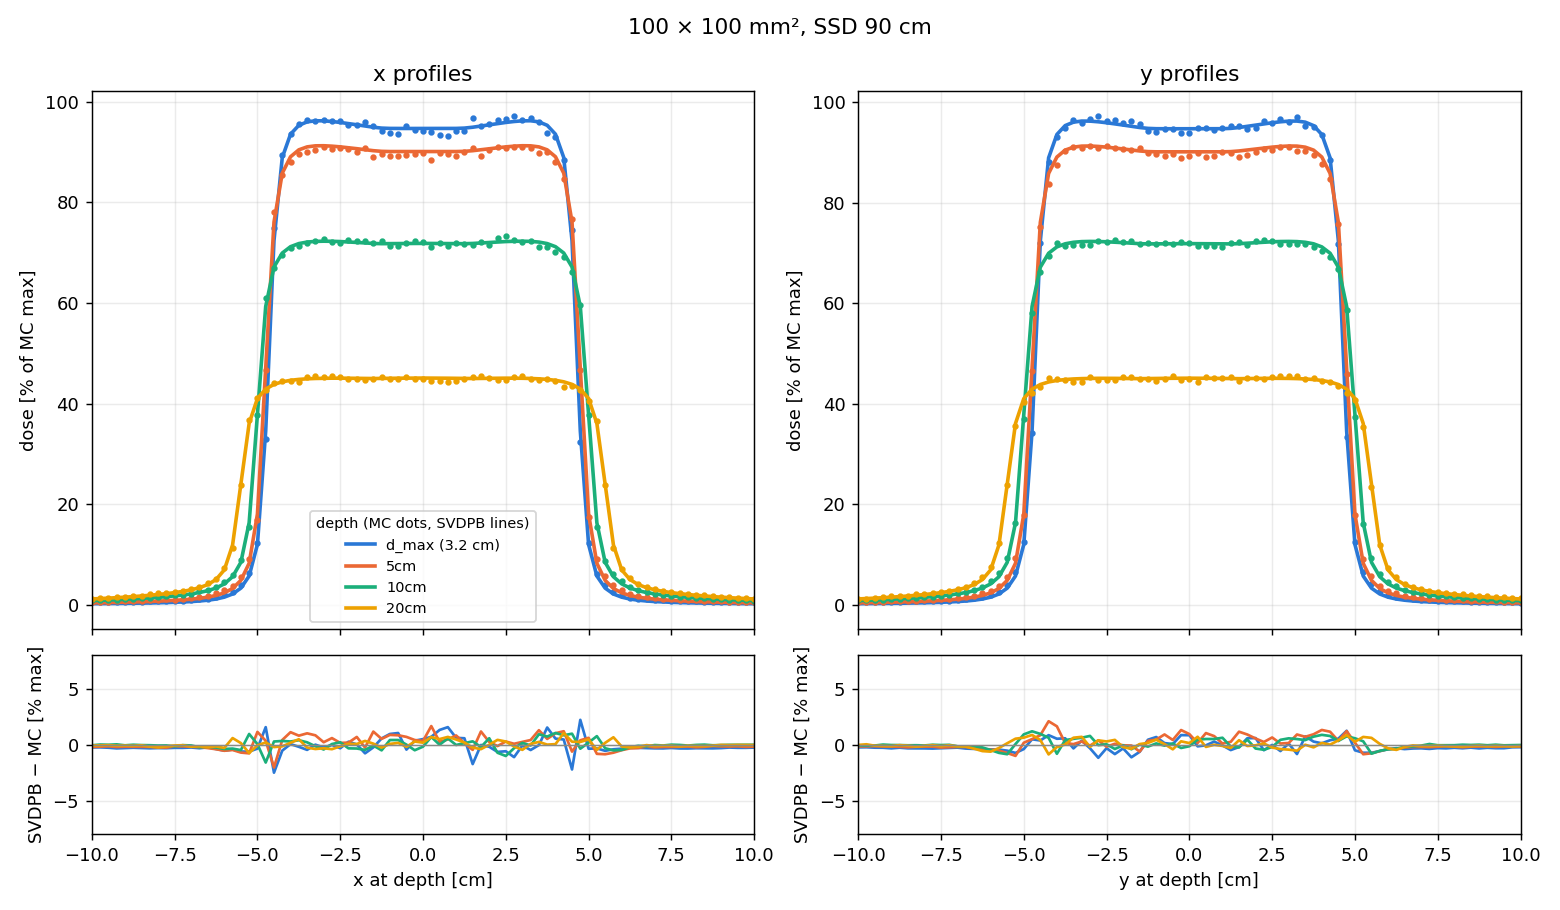 100 × 100 mm², SSD 90 cm
x profiles
100
80
60
40
20
0
dose [% of MC max]
depth (MC dots, SVDPB lines)
d_max (3.2 cm)
5cm
10cm
20cm
y profiles
100
80
60
40
20
0
dose [% of MC max]
5
0
−5
SVDPB − MC [% max]
−10.0 −7.5 −5.0 −2.5 0.0 2.5 5.0 7.5 10.0
x at depth [cm]
5
0
−5
SVDPB − MC [% max]
−10.0 −7.5 −5.0 −2.5 0.0 2.5 5.0 7.5 10.0
y at depth [cm]